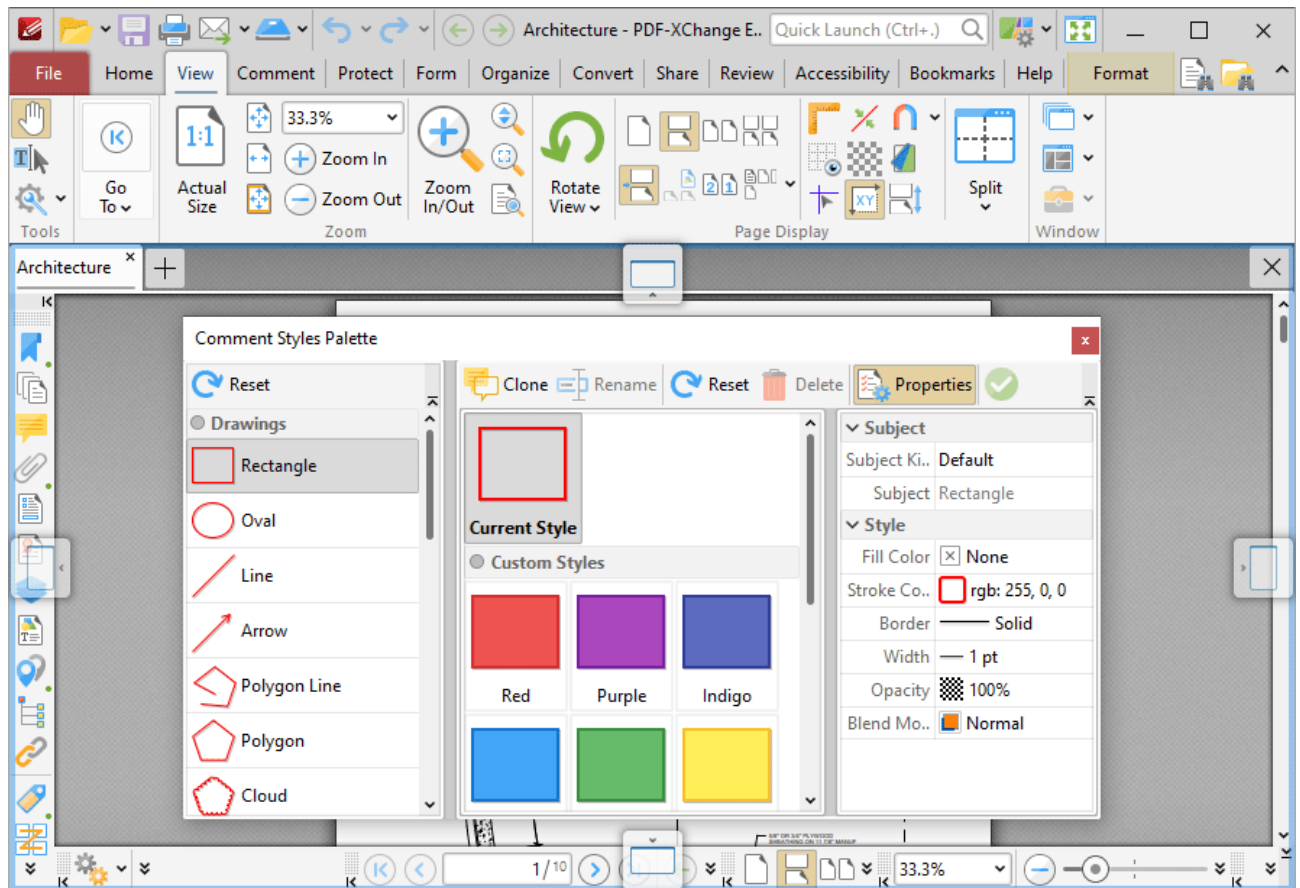 Architecture - PDF-XChange E.. Quick Launch (Ctrl+.)
File Home View Comment Protect Form Organize Convert Share Review Accessibility Bookmarks Help Format
1:1 33.3%
Zoom In
Zoom Out
Go To
Actual Size
Zoom In/Out
Rotate View
2 1
XY
Split
Tools Zoom Page Display Window
Architecture
Comment Styles Palette
Reset
Drawings
Rectangle
Oval
Line
Arrow
Polygon Line
Polygon
Cloud
Clone Rename Reset Delete Properties
Current Style
Custom Styles
Red Purple Indigo
Subject
Subject Ki.. Default
Subject Rectangle
Style
Fill Color None
Stroke Co.. rgb: 255, 0, 0
Border Solid
Width 1 pt
Opacity 100%
Blend Mo.. Normal
1/10
33.3%